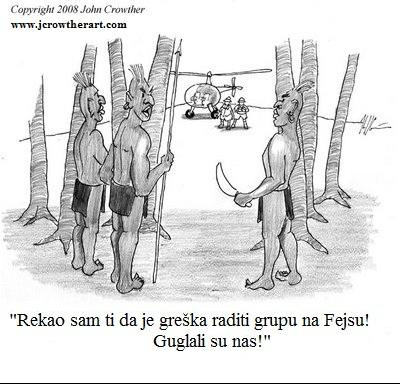 Copyright 2008 John Crowther
www.jcrowtherart.com
"Rekao sam ti da je greška raditi grupu na Fejsu!
Guglali su nas!"